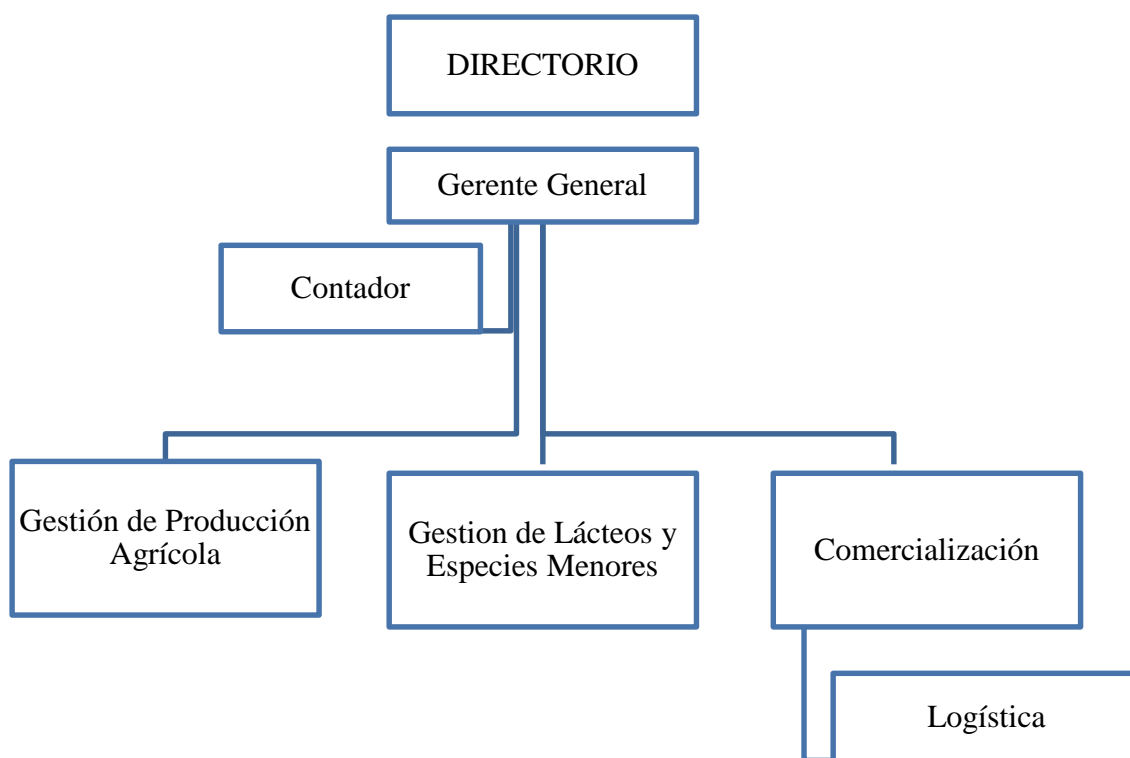 DIRECTORIO
Gerente General
Contador
Gestión de Producción
Agrícola
Gestion de Lácteos y
Especies Menores
Comercialización
Logística